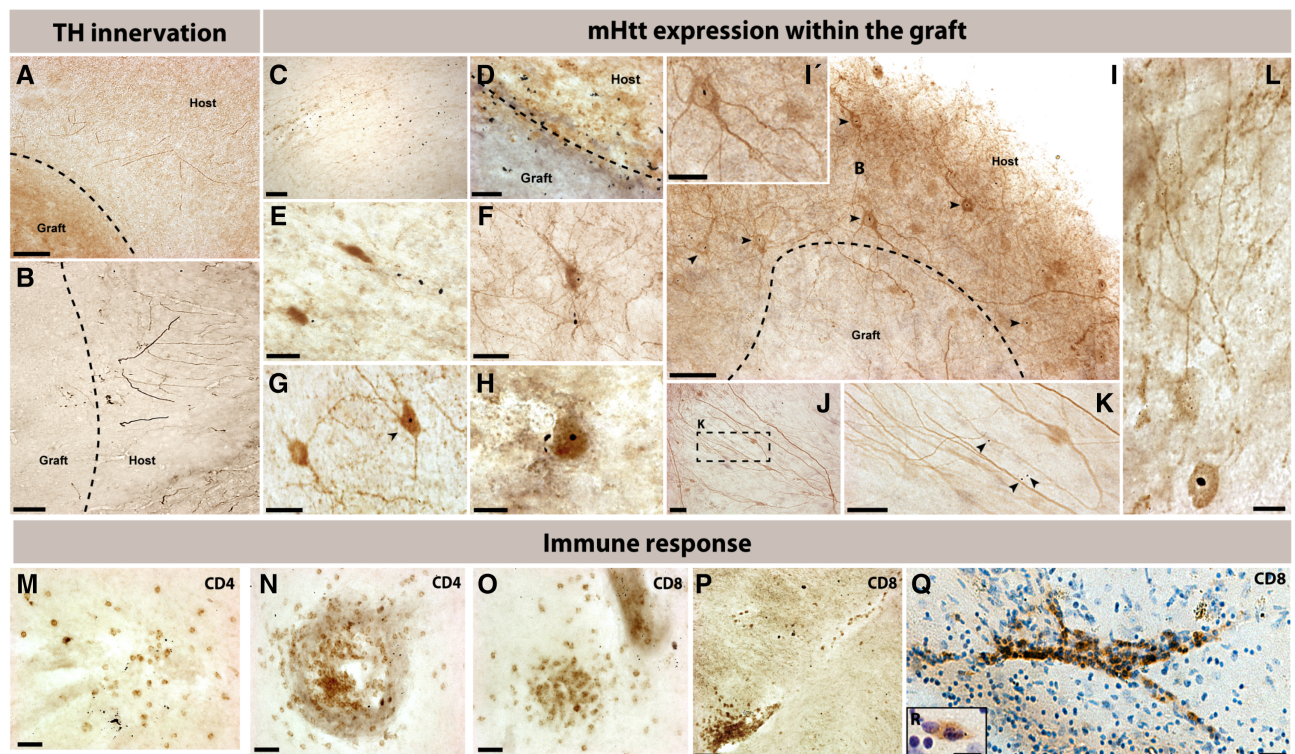 TH innervation
mHtt expression within the graft
A
Host
Graft
B
Graft
Host
C
D
Host
Graft
E
F
G
H
I´
I
B
Host
Graft
J
K
K
L
Immune response
M
CD4
N
CD4
O
CD8
P
CD8
Q
CD8
R